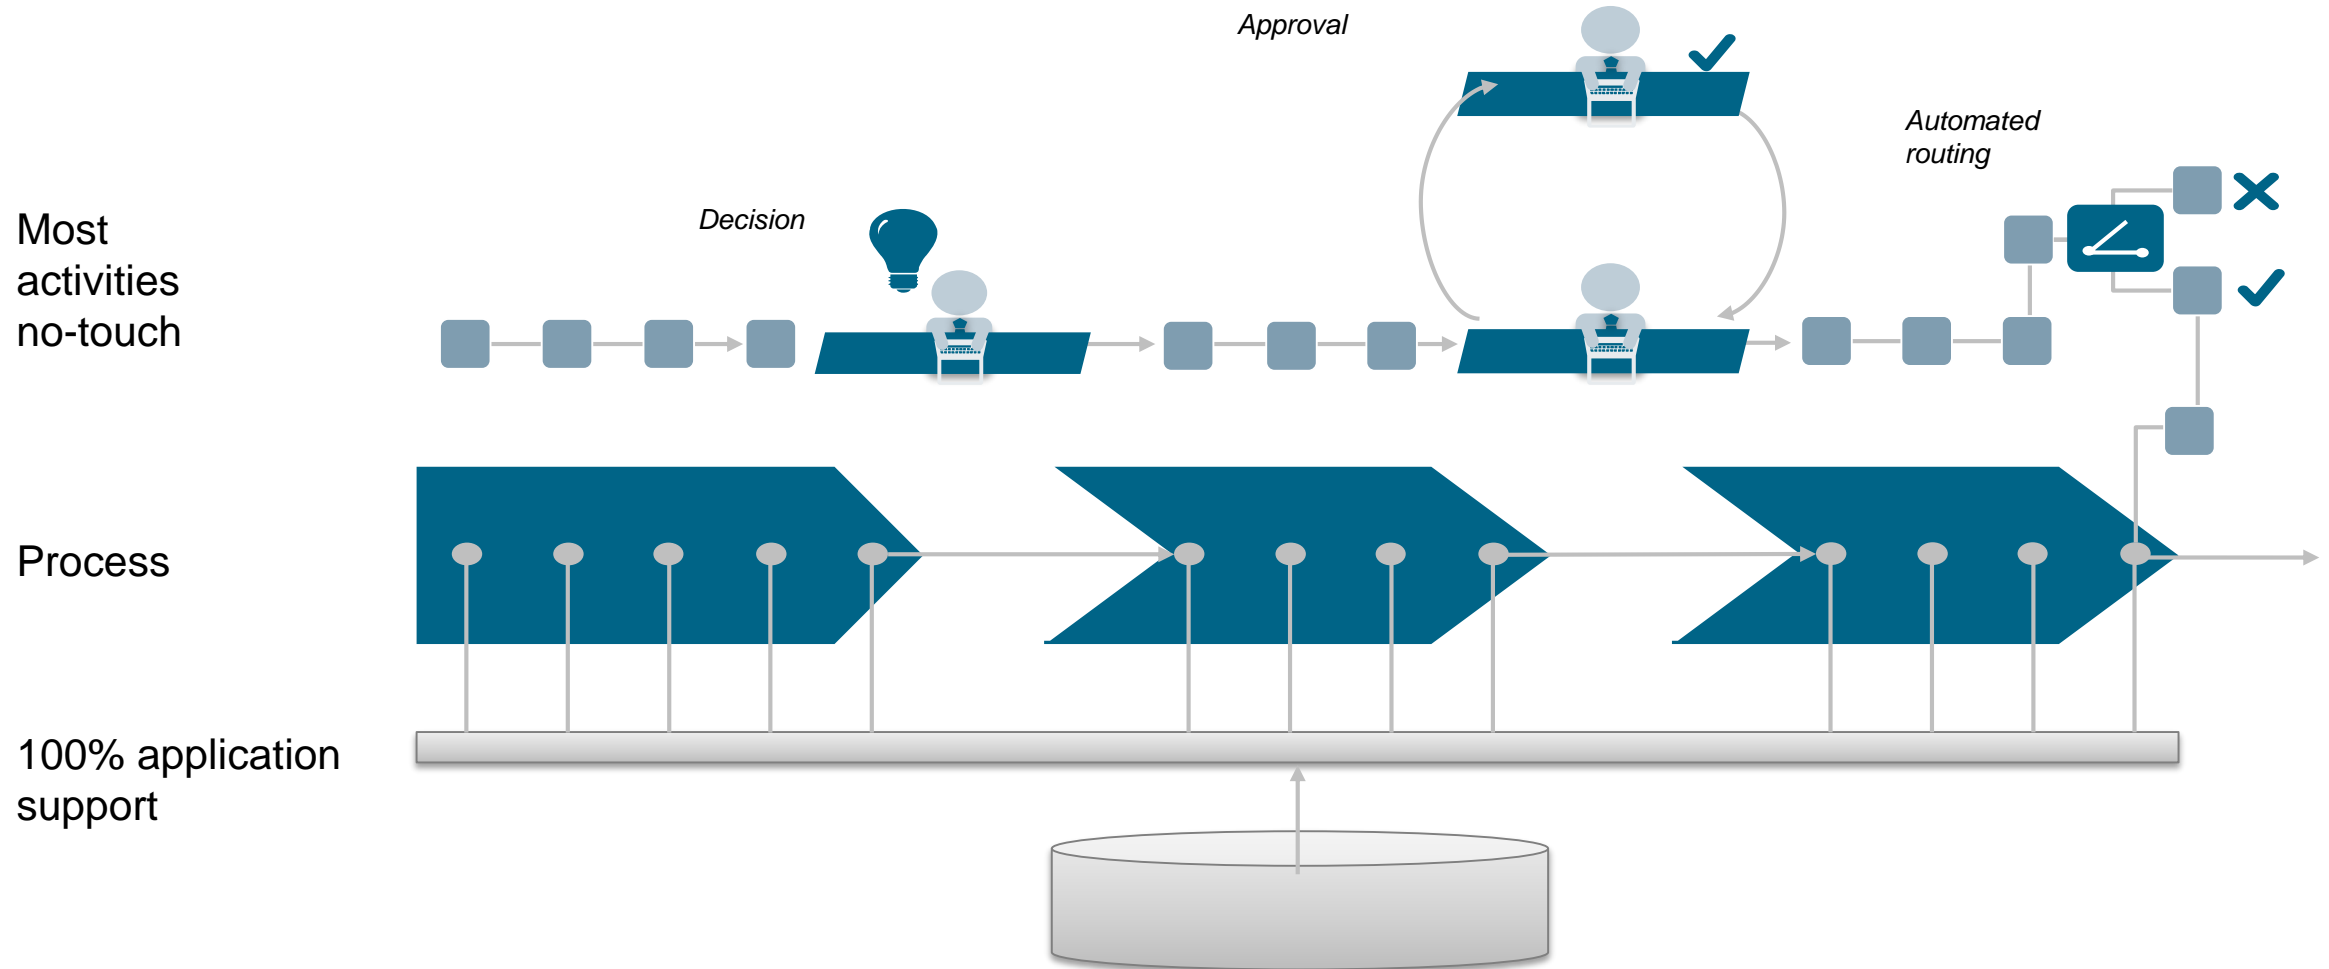 Approval
Automated
routing
Decision
Most
activities
no-touch
Process
100% application
support